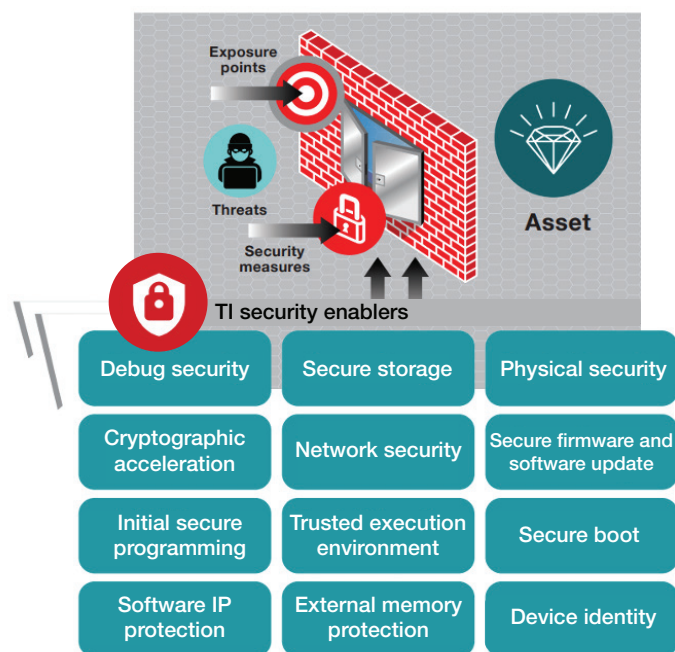 Exposure
points
Threats
Security
measures
Asset
TI security enablers
Debug security
Secure storage
Physical security
Cryptographic
acceleration
Network security
Secure firmware and
software update
Initial secure
programming
Trusted execution
environment
Secure boot
Software IP
protection
External memory
protection
Device identity